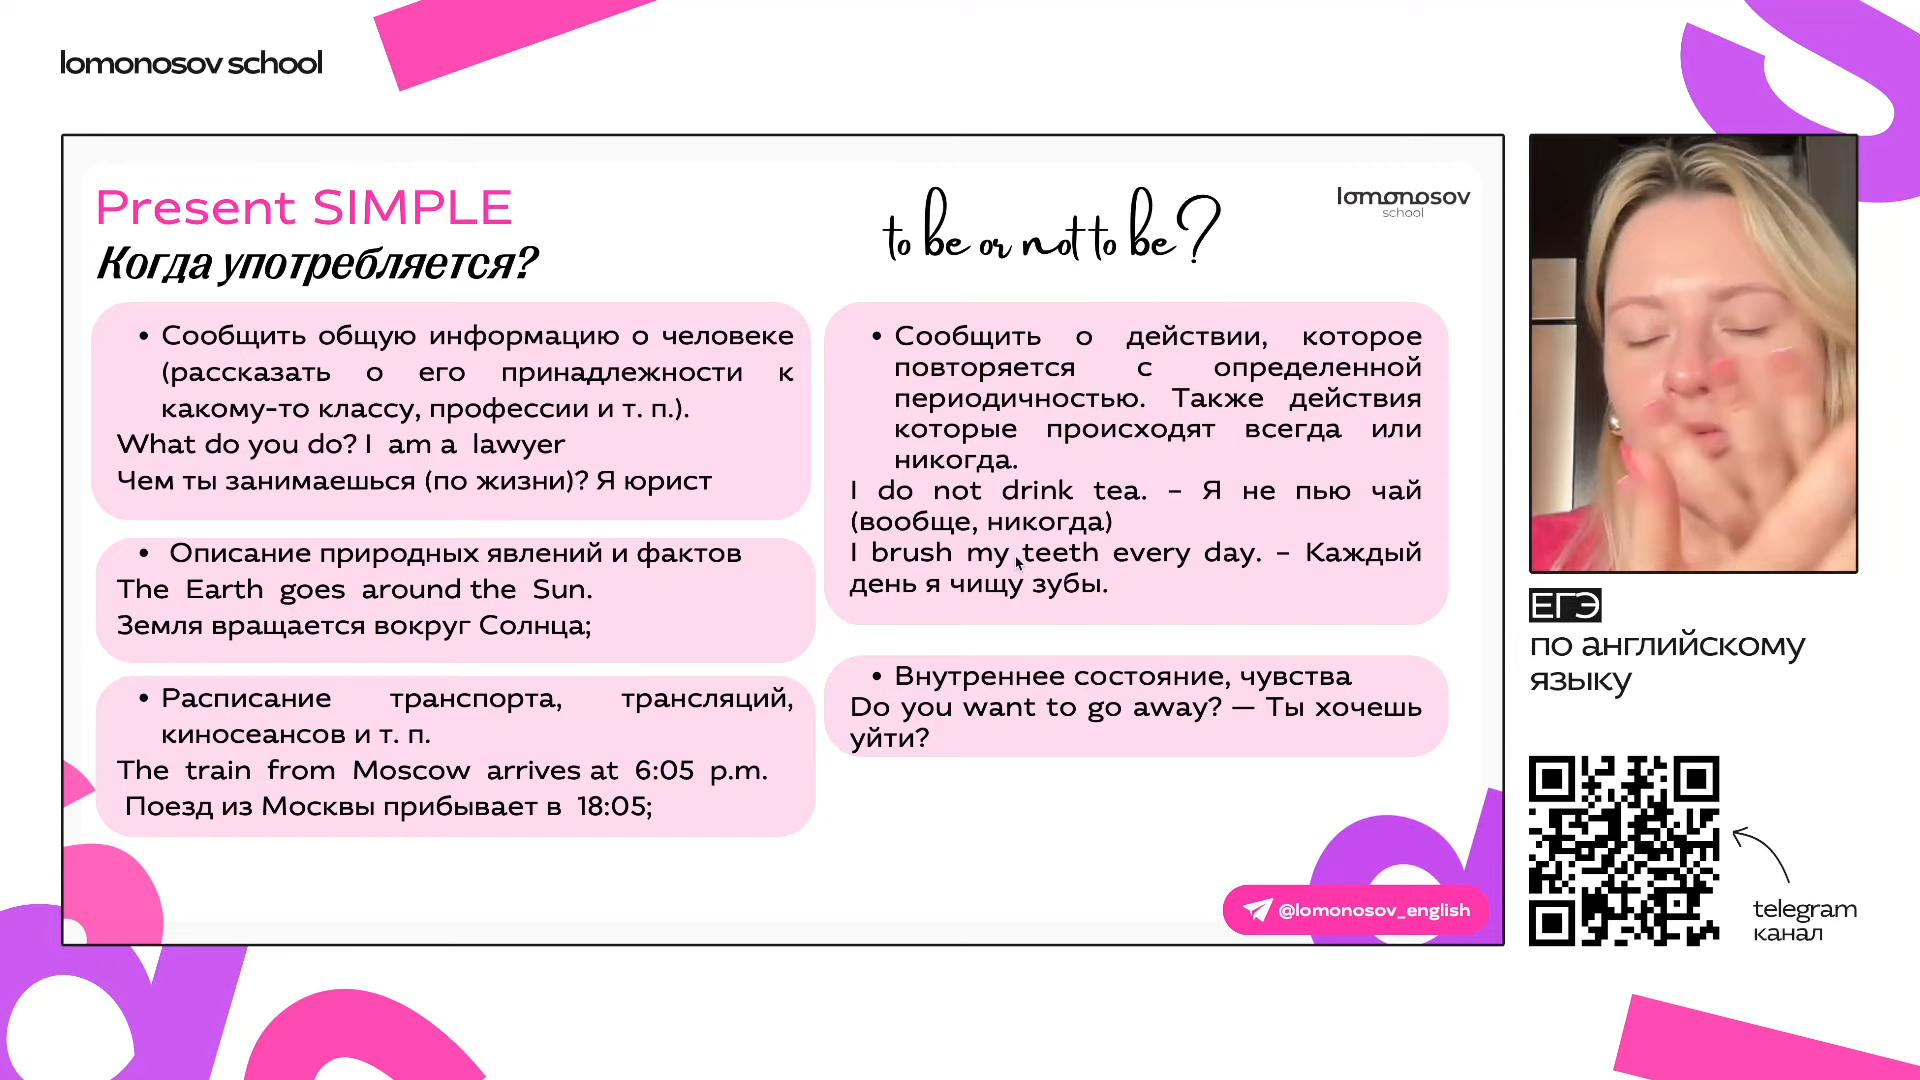 lomonosov school
Present SIMPLE
Когда употребляется?
to be or not to be?
lomonosov
school
• Сообщить общую информацию о человеке
(рассказать о его принадлежности к
какому-то классу, профессии и т. п.).
What do you do? I am a lawyer
Чем ты занимаешься (по жизни)? Я юрист
• Описание природных явлений и фактов
The Earth goes around the Sun.
Земля вращается вокруг Солнца;
• Расписание транспорта, трансляций,
киносеансов и т. п.
The train from Moscow arrives at 6:05 p.m.
Поезд из Москвы прибывает в 18:05;
• Сообщить о действии, которое
повторяется с определенной
периодичностью. Также действия
которые происходят всегда или
никогда.
I do not drink tea. – Я не пью чай
(вообще, никогда)
I brush my teeth every day. – Каждый
день я чищу зубы.
• Внутреннее состояние, чувства
Do you want to go away? — Ты хочешь
уйти?
@lomonosov_english
ЕГЭ
по английскому
языку
telegram
канал